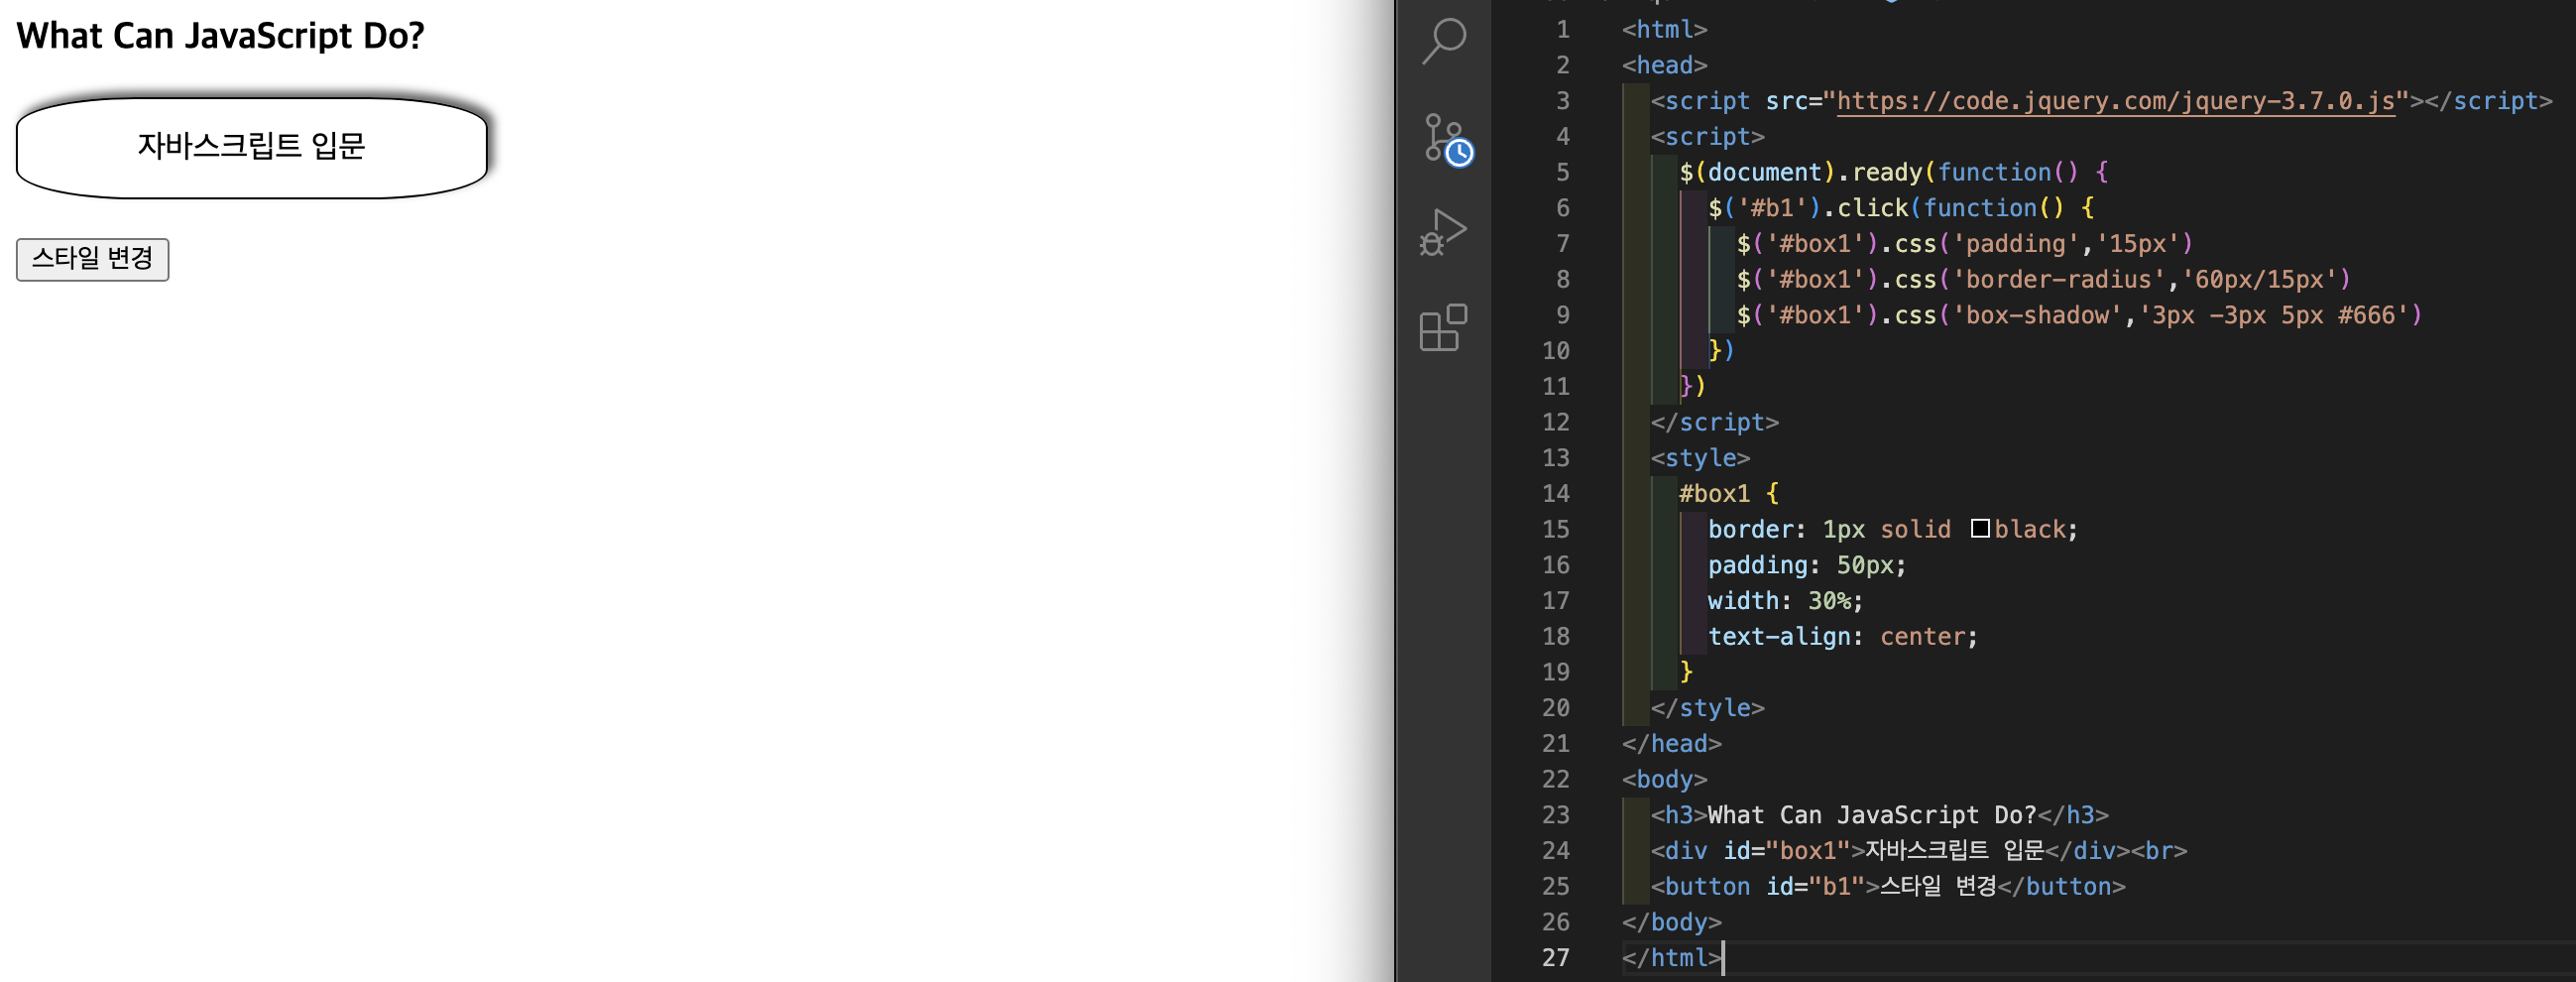 What Can JavaScript Do?
자바스크립트 입문
스타일 변경
1 <html>
2 <head>
3 <script src="https://code.jquery.com/jquery-3.7.0.js"></script>
4 <script>
5 $(document).ready(function() {
6 $('#b1').click(function() {
7 $('#box1').css('padding','15px')
8 $('#box1').css('border-radius','60px/15px')
9 $('#box1').css('box-shadow','3px -3px 5px #666')
10 })
11 })
12 </script>
13 <style>
14 #box1 {
15 border: 1px solid black;
16 padding: 50px;
17 width: 30%;
18 text-align: center;
19 }
20 </style>
21 </head>
22 <body>
23 <h3>What Can JavaScript Do?</h3>
24 <div id="box1">자바스크립트 입문</div><br>
25 <button id="b1">스타일 변경</button>
26 </body>
27 </html>